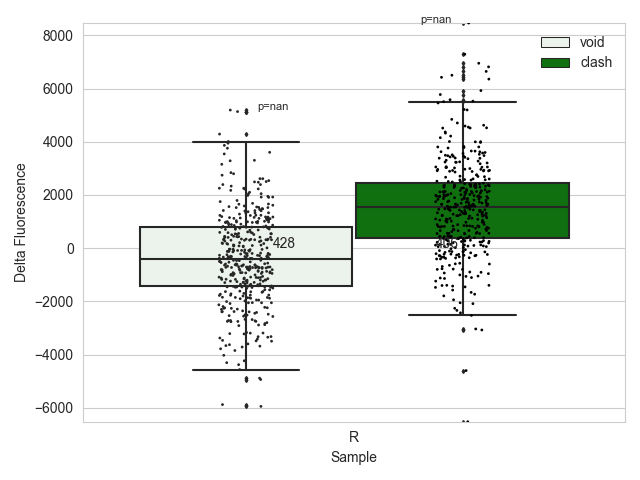 p=nan
8000
void
clash
6000
p=nan
4000
2000
428
0
−2000
−4000
−6000
Delta Fluorescence
R
Sample